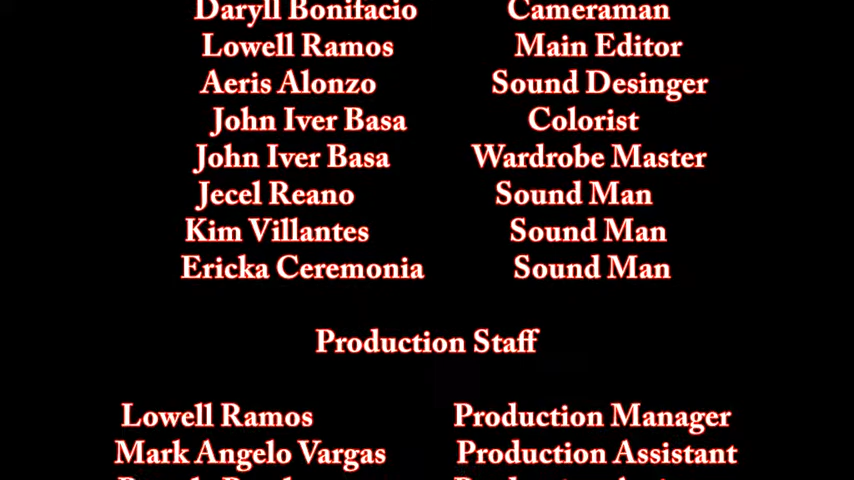 Daryll Bonifacio Cameraman
Lowell Ramos Main Editor
Aeris Alonzo Sound Desinger
John Iver Basa Colorist
John Iver Basa Wardrobe Master
Jecel Reano Sound Man
Kim Villantes Sound Man
Ericka Ceremonia Sound Man
Production Staff
Lowell Ramos Production Manager
Mark Angelo Vargas Production Assistant